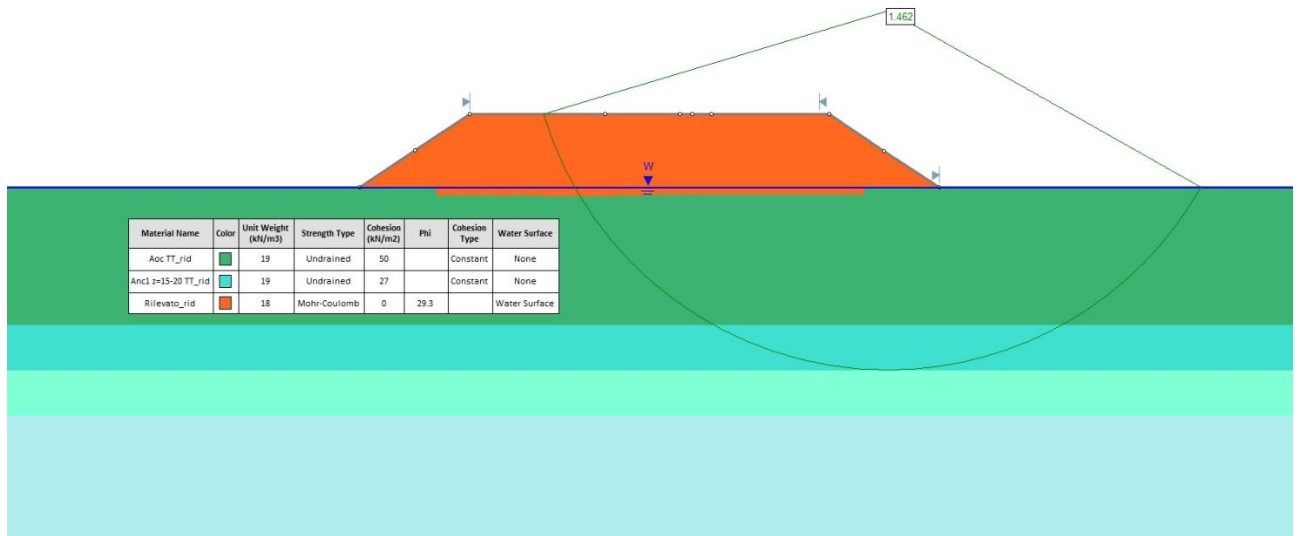 1.462
W
Material Name Color Unit Weight (kN/m3) Strength Type Cohesion (kN/m2) Phi Cohesion Type Water Surface
Aoc TT_rid 19 Undrained 50 Constant None
Anc1 z=15-20 TT_rid 19 Undrained 27 Constant None
Rilevato_rid 18 Mohr-Coulomb 0 29.3 Water Surface